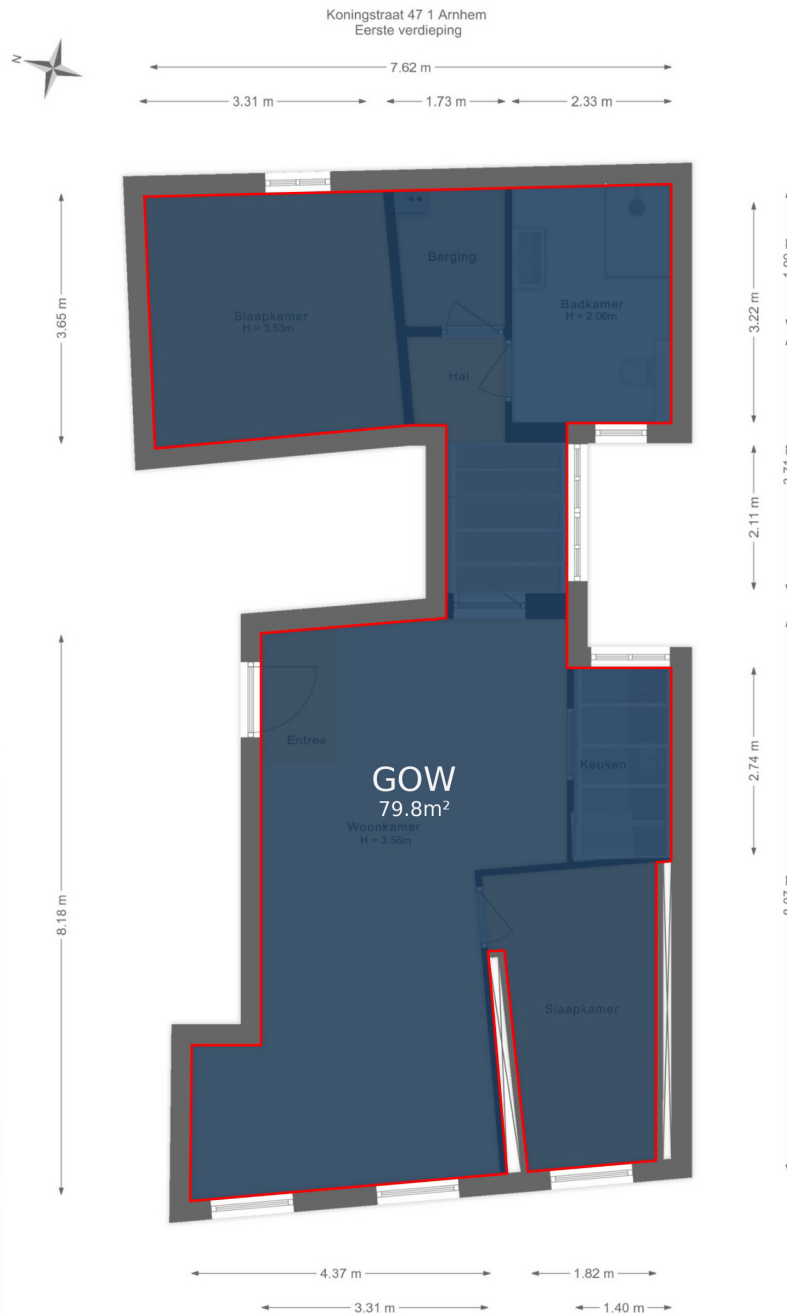 Koningstraat 47 1 Arnhem
Eerste verdieping
N
7.62 m
3.31 m
1.73 m
2.33 m
3.65 m
3.22 m
Berging
Slaapkamer
H = 3.53m
Badkamer
H = 2.06m
Hal
2.11 m
Entree
Keuken
2.74 m
GOW
79.8m²
Woonkamer
H = 3.56m
8.18 m
Slaapkamer
4.37 m
1.82 m
3.31 m
1.40 m